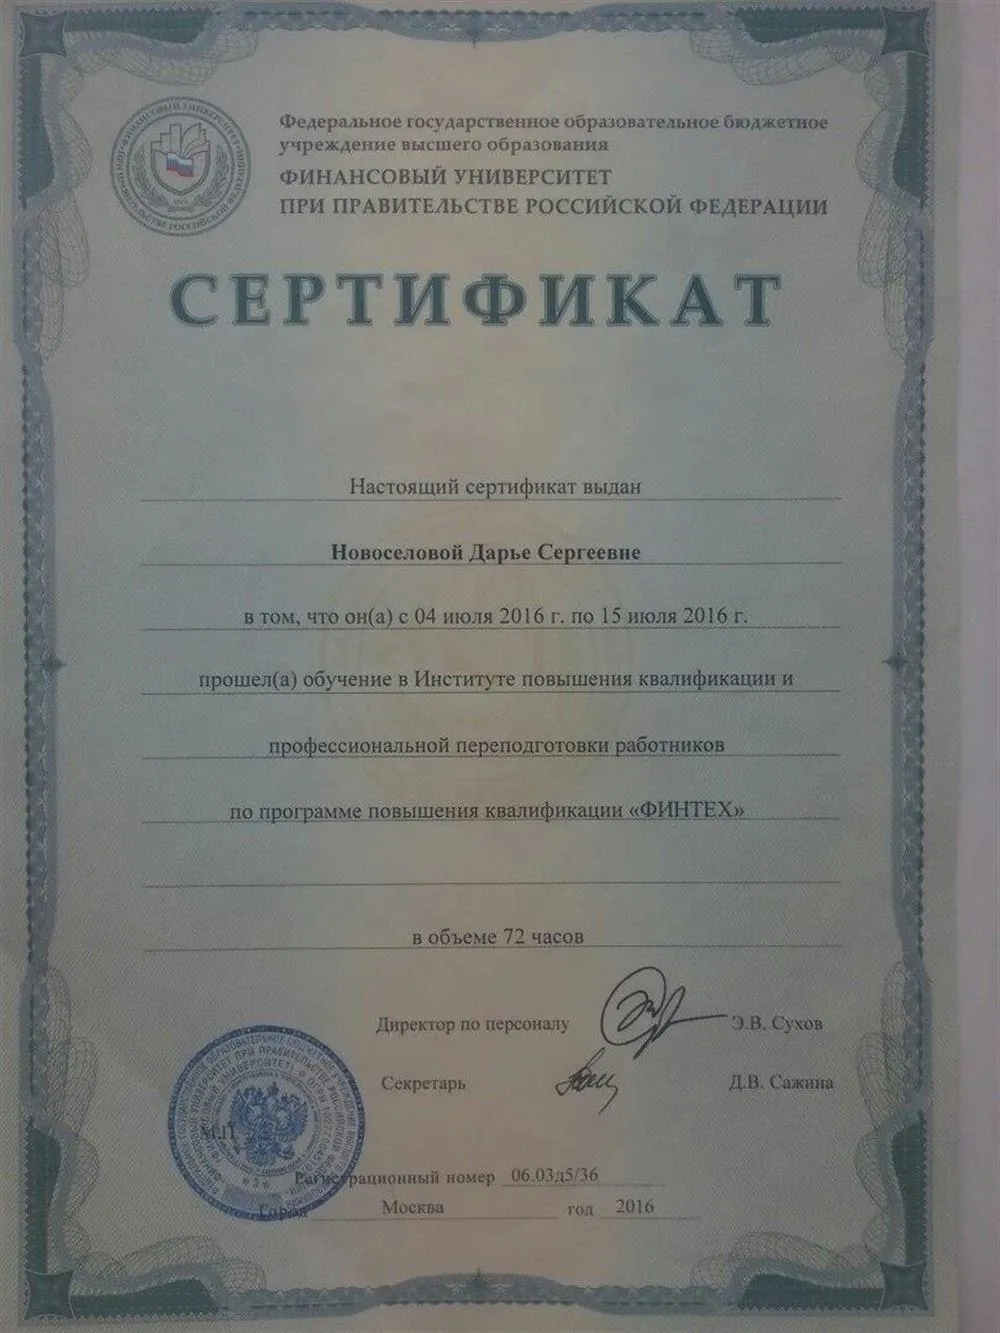 Федеральное государственное образовательное бюджетное
учреждение высшего образования
ФИНАНСОВЫЙ УНИВЕРСИТЕТ
ПРИ ПРАВИТЕЛЬСТВЕ РОССИЙСКОЙ ФЕДЕРАЦИИ
СЕРТИФИКАТ
Настоящий сертификат выдан
Новоселовой Дарье Сергеевне
в том, что он(а) с 04 июля 2016 г. по 15 июля 2016 г.
прошел(а) обучение в Институте повышения квалификации и
профессиональной переподготовки работников
по программе повышения квалификации «ФИНТЕХ»
в объеме 72 часов
Директор по персоналу Э.В. Сухов
Секретарь Д.В. Сажина
М.П
Регистрационный номер 06.03д5/36
Город Москва год 2016